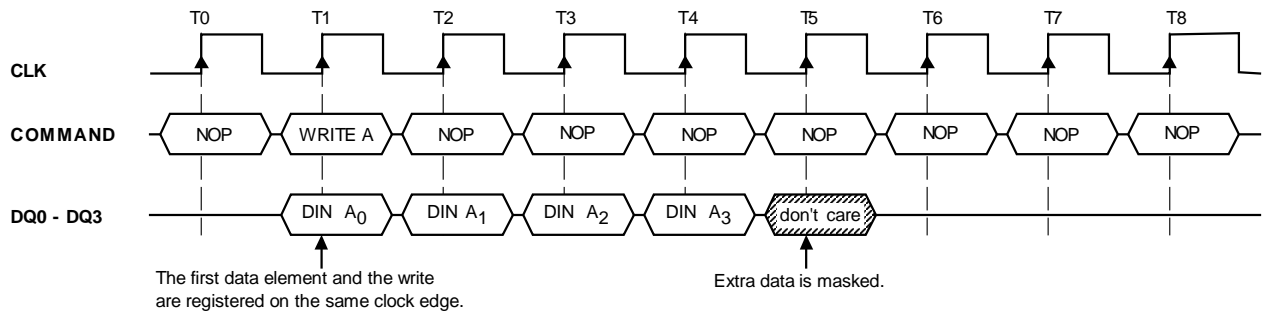 T0 T1 T2 T3 T4 T5 T6 T7 T8
CLK
COMMAND NOP WRITE A NOP NOP NOP NOP NOP NOP NOP
DQ0 - DQ3 DIN A0 DIN A1 DIN A2 DIN A3 don't care
The first data element and the write
are registered on the same clock edge.
Extra data is masked.